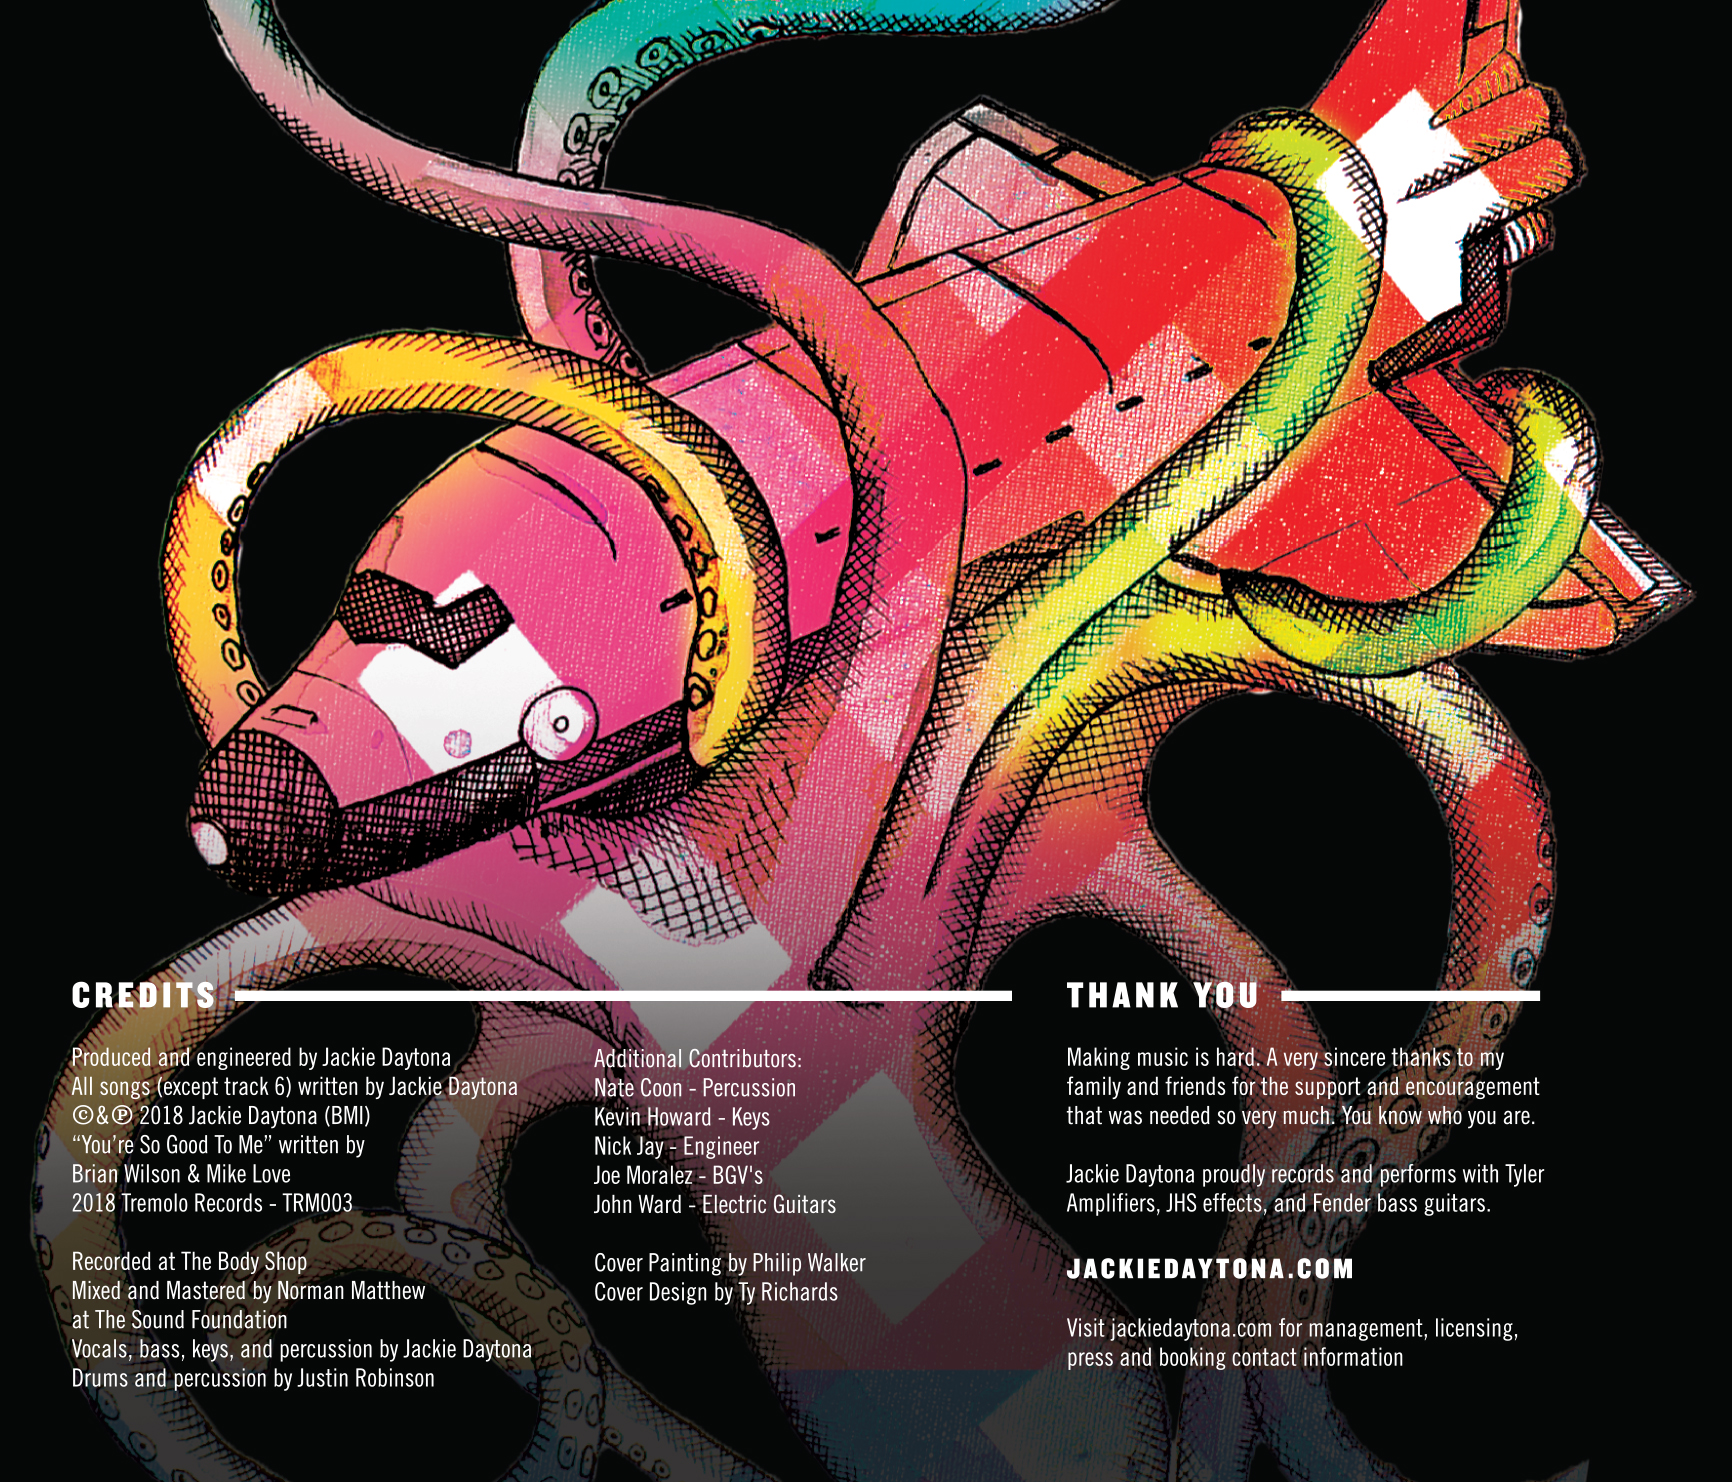 CREDITS
Produced and engineered by Jackie Daytona
All songs (except track 6) written by Jackie Daytona
©&℗ 2018 Jackie Daytona (BMI)
“You’re So Good To Me” written by
Brian Wilson & Mike Love
2018 Tremolo Records - TRM003
Recorded at The Body Shop
Mixed and Mastered by Norman Matthew
at The Sound Foundation
Vocals, bass, keys, and percussion by Jackie Daytona
Drums and percussion by Justin Robinson
Additional Contributors:
Nate Coon - Percussion
Kevin Howard - Keys
Nick Jay - Engineer
Joe Moralez - BGV's
John Ward - Electric Guitars
Cover Painting by Philip Walker
Cover Design by Ty Richards
THANK YOU
Making music is hard. A very sincere thanks to my
family and friends for the support and encouragement
that was needed so very much. You know who you are.
Jackie Daytona proudly records and performs with Tyler
Amplifiers, JHS effects, and Fender bass guitars.
JACKIEDAYTONA.COM
Visit jackiedaytona.com for management, licensing,
press and booking contact information